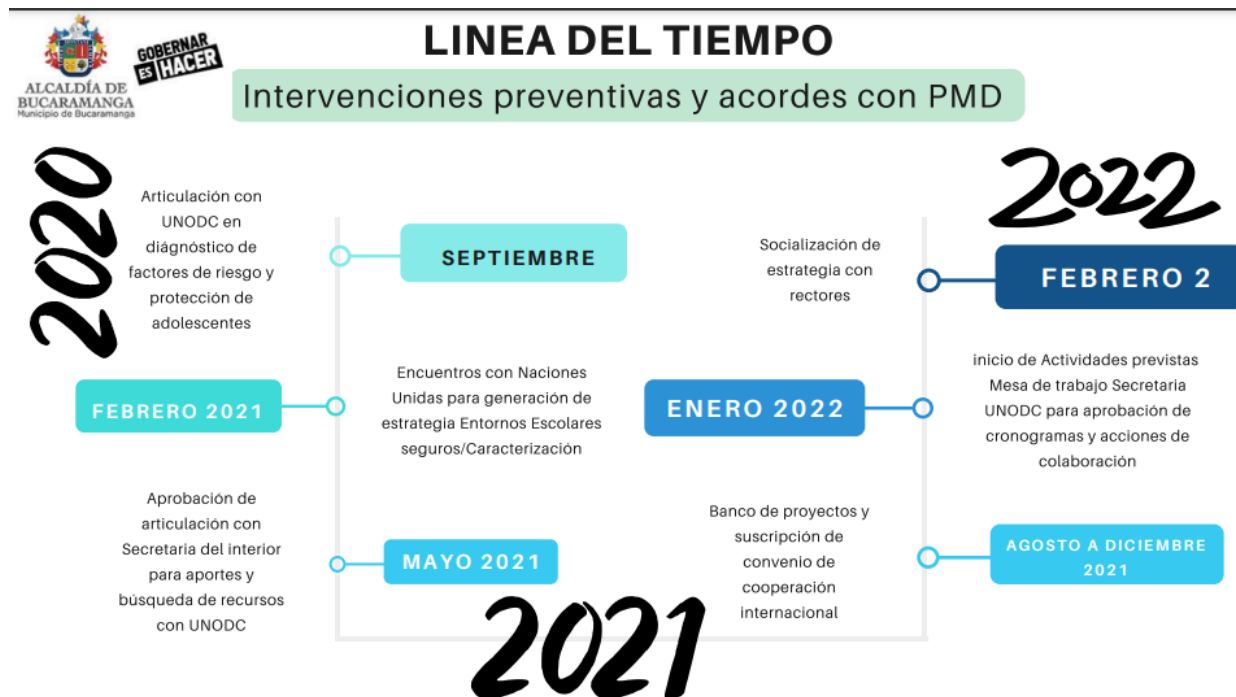 ALCALDÍA DE
BUCARAMANGA
Municipio de Bucaramanga
GOBERNAR
ES HACER
LINEA DEL TIEMPO
Intervenciones preventivas y acordes con PMD
2020
Articulación con
UNODC en
diágnóstico de
factores de riesgo y
protección de
adolescentes
SEPTIEMBRE
FEBRERO 2021
Encuentros con Naciones
Unidas para generación de
estrategia Entornos Escolares
seguros/Caracterización
Aprobación de
articulación con
Secretaria del interior
para aportes y
búsqueda de recursos
con UNODC
MAYO 2021
2021
Banco de proyectos y
suscripción de
convenio de
cooperación
internacional
AGOSTO A DICIEMBRE
2021
ENERO 2022
inicio de Actividades previstas
Mesa de trabajo Secretaria
UNODC para aprobación de
cronogramas y acciones de
colaboración
2022
Socialización de
estrategia con
rectores
FEBRERO 2